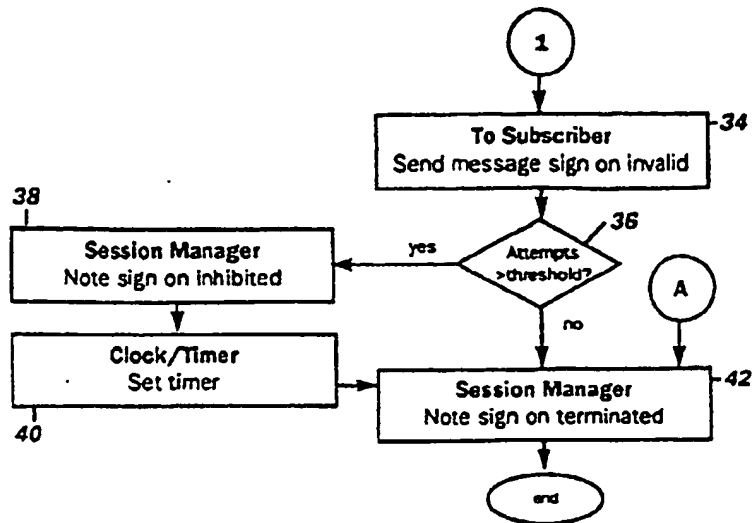 1
34
To Subscriber
Send message sign on invalid
36
Attempts
>threshold?
yes
no
38
Session Manager
Note sign on inhibited
A
Clock/Timer
Set timer
40
42
Session Manager
Note sign on terminated
end